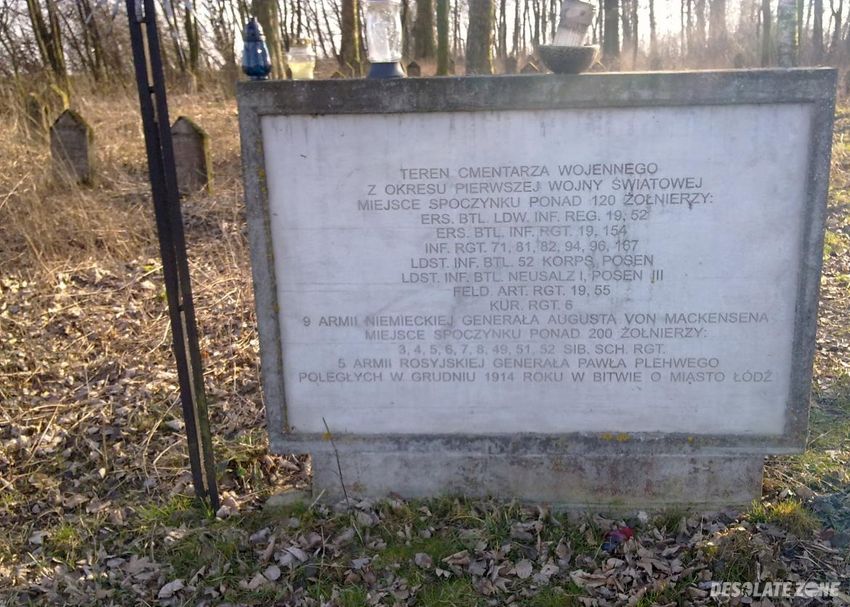 TEREN CMENTARZA WOJENNEGO
Z OKRESU PIERWSZEJ WOJNY ŚWIATOWEJ
MIEJSCE SPOCZYNKU PONAD 120 ŻOŁNIERZY:
ERS. BTL. LDW. INF. REG. 19, 52
ERS. BTL. INF. RGT. 19, 154
INF. RGT. 71, 81, 82, 94, 96, 167
LDST. INF. BTL. 52 KORPS, POSEN
LDST. INF. BTL. NEUSALZ I, POSEN III
FELD. ART. RGT. 19, 55
KUR. RGT. 6
9 ARMII NIEMIECKIEJ GENERAŁA AUGUSTA VON MACKENSENA
MIEJSCE SPOCZYNKU PONAD 200 ŻOŁNIERZY:
3, 4, 5, 6, 7, 8, 49, 51, 52 SIB. SCH. RGT.
5 ARMII ROSYJSKIEJ GENERAŁA PAWŁA PLEHWEGO
POLEGŁYCH W GRUDNIU 1914 ROKU W BITWIE O MIASTO ŁÓDŹ
DESOLATE ZONE